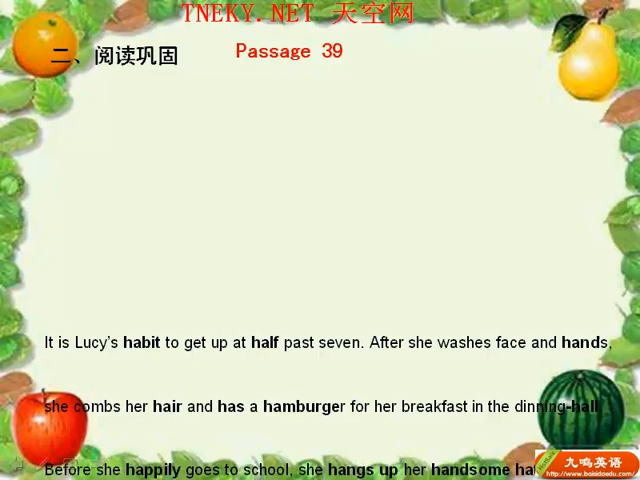 TNEKY.NET 天空网
二、阅读巩固 Passage 39
It is Lucy's habit to get up at half past seven. After she washes face and hands,
she combs her hair and has a hamburger for her breakfast in the dinning-hall.
Before she happily goes to school, she hangs up her handsome
九鸣英语